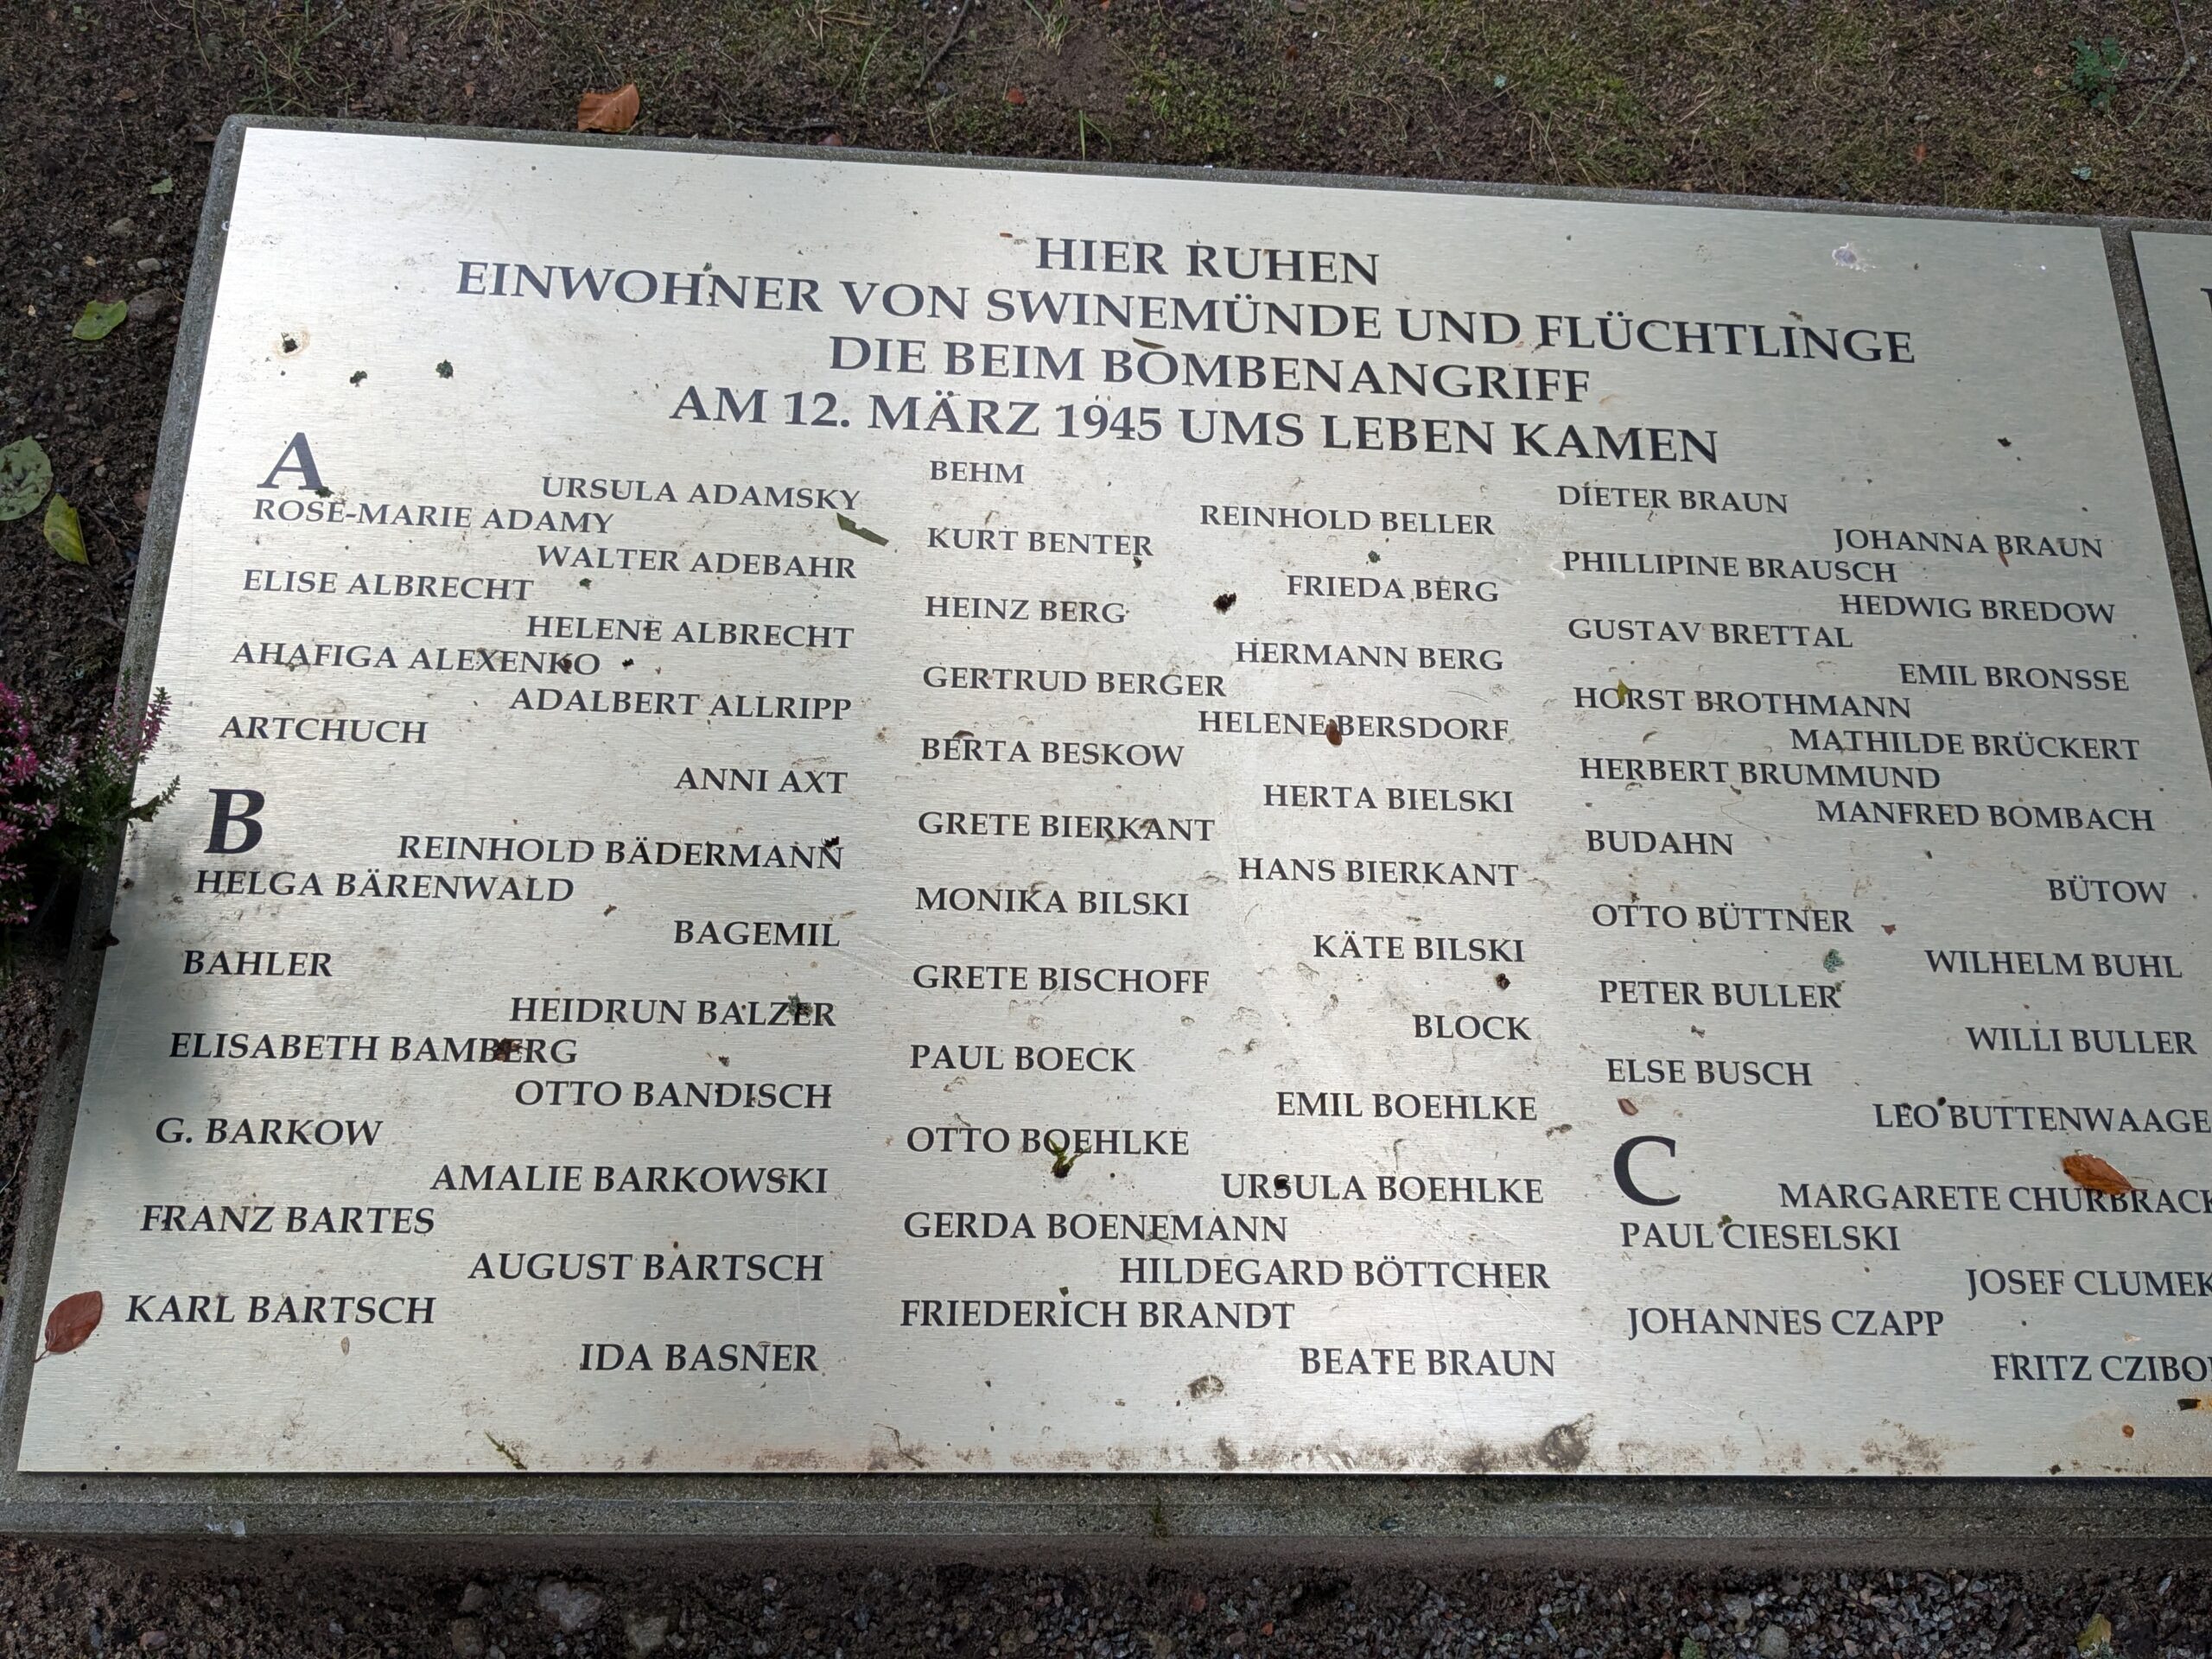 HIER RUHEN
EINWOHNER VON SWINEMÜNDE UND FLÜCHTLINGE
DIE BEIM BOMBENANGRIFF
AM 12. MÄRZ 1945 UMS LEBEN KAMEN
A
URSULA ADAMSKY
ROSE-MARIE ADAMY
WALTER ADEBAHR
ELISE ALBRECHT
HELENE ALBRECHT
AHAFIGA ALEXENKO
ADALBERT ALLRIPP
ARTCHUCH
ANNI AXT
B
REINHOLD BÄDERMANN
HELGA BÄRENWALD
BAGEMIL
BAHLER
HEIDRUN BALZER
ELISABETH BAMBERG
OTTO BANDISCH
G. BARKOW
AMALIE BARKOWSKI
FRANZ BARTES
AUGUST BARTSCH
KARL BARTSCH
IDA BASNER
BEHM
REINHOLD BELLER
KURT BENTER
FRIEDA BERG
HEINZ BERG
HERMANN BERG
GERTRUD BERGER
HELENE BERSDORF
BERTA BESKOW
HERTA BIELSKI
GRETE BIERKANT
HANS BIERKANT
MONIKA BILSKI
KÄTE BILSKI
GRETE BISCHOFF
BLOCK
PAUL BOECK
EMIL BOEHLKE
OTTO BOEHLKE
URSULA BOEHLKE
GERDA BOENEMANN
HILDEGARD BÖTTCHER
FRIEDERICH BRANDT
BEATE BRAUN
DIETER BRAUN
JOHANNA BRAUN
PHILLIPINE BRAUSCH
HEDWIG BREDOW
GUSTAV BRETTAL
EMIL BRONSSE
HORST BROTHMANN
MATHILDE BRÜCKERT
HERBERT BRUMMUND
MANFRED BOMBACH
BUDAHN
BÜTOW
OTTO BÜTTNER
WILHELM BUHL
PETER BULLER
WILLI BULLER
ELSE BUSCH
LEO BUTTENWAAGE
C
MARGARETE CHURBRACK
PAUL CIESELSKI
JOSEF CLUMEK
JOHANNES CZAPP
FRITZ